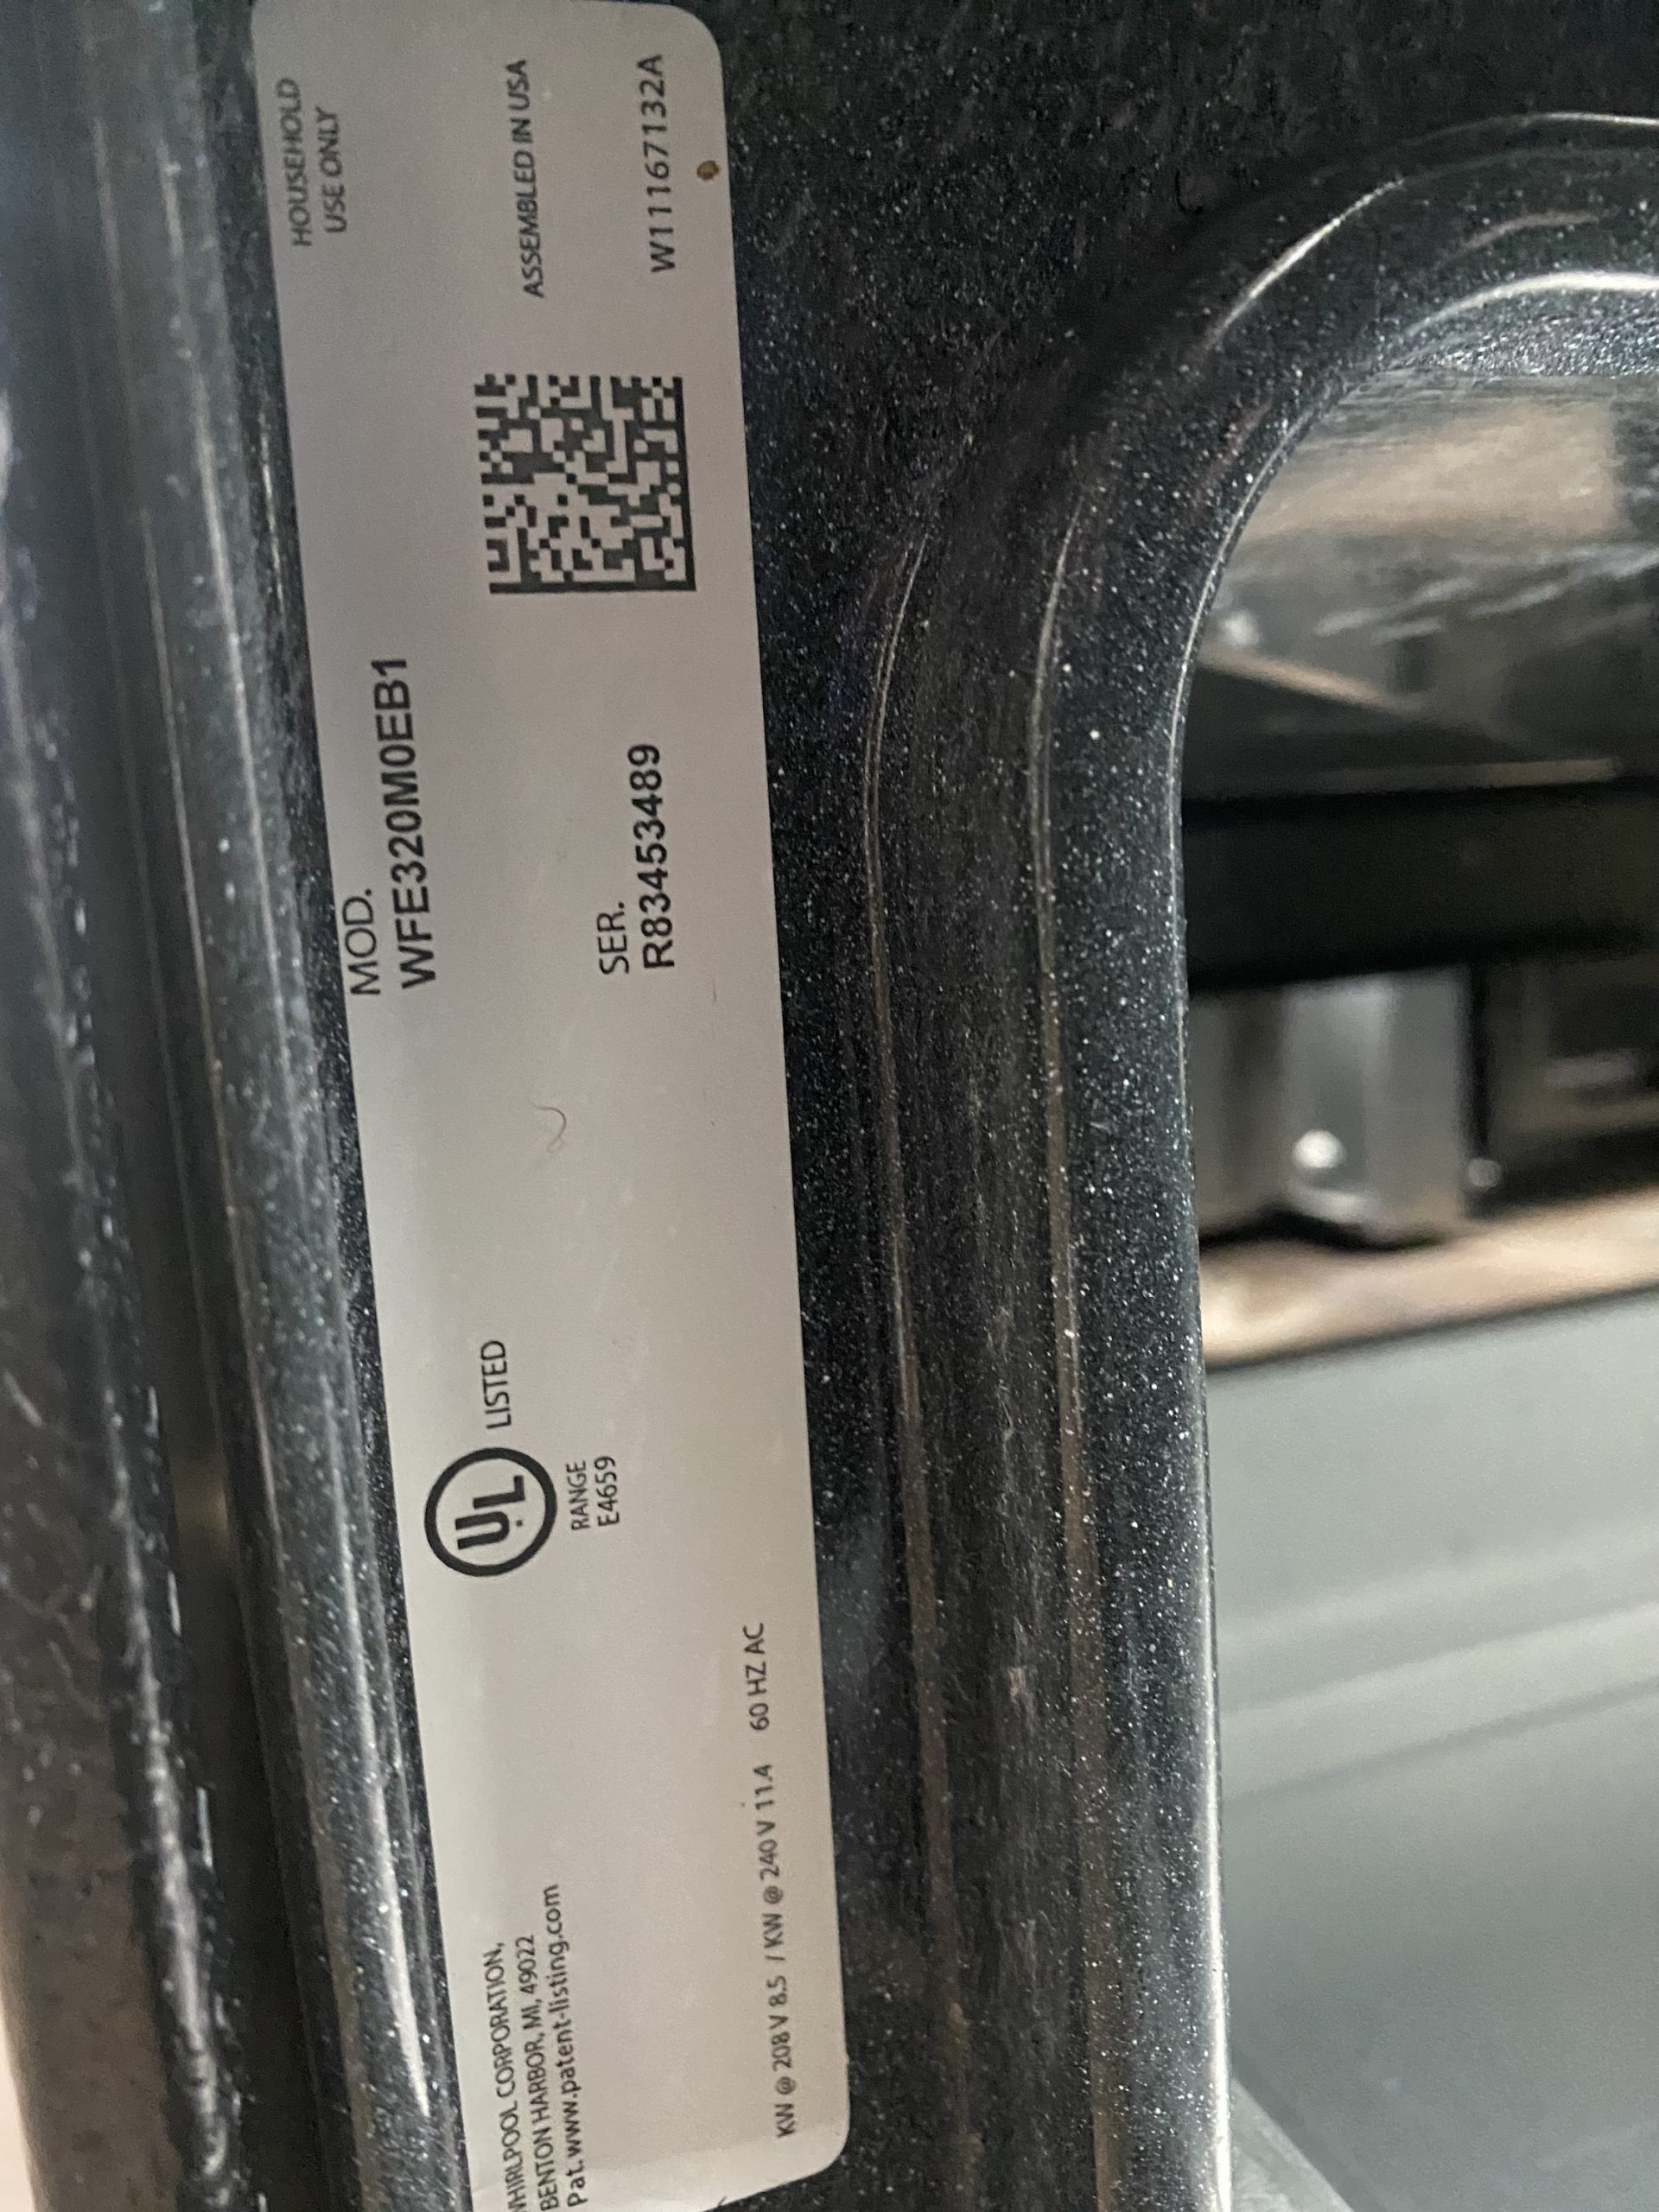 WHIRLPOOL CORPORATION,
BENTON HARBOR, MI, 49022
Pat. www.patent-listing.com
KW @ 208 V 8.5 / KW @ 240 V 11.4 60 HZ AC
UL LISTED
RANGE
E4659
MOD.
WFE320M0EB1
SER.
R83453489
HOUSEHOLD
USE ONLY
ASSEMBLED IN USA
W11167132A